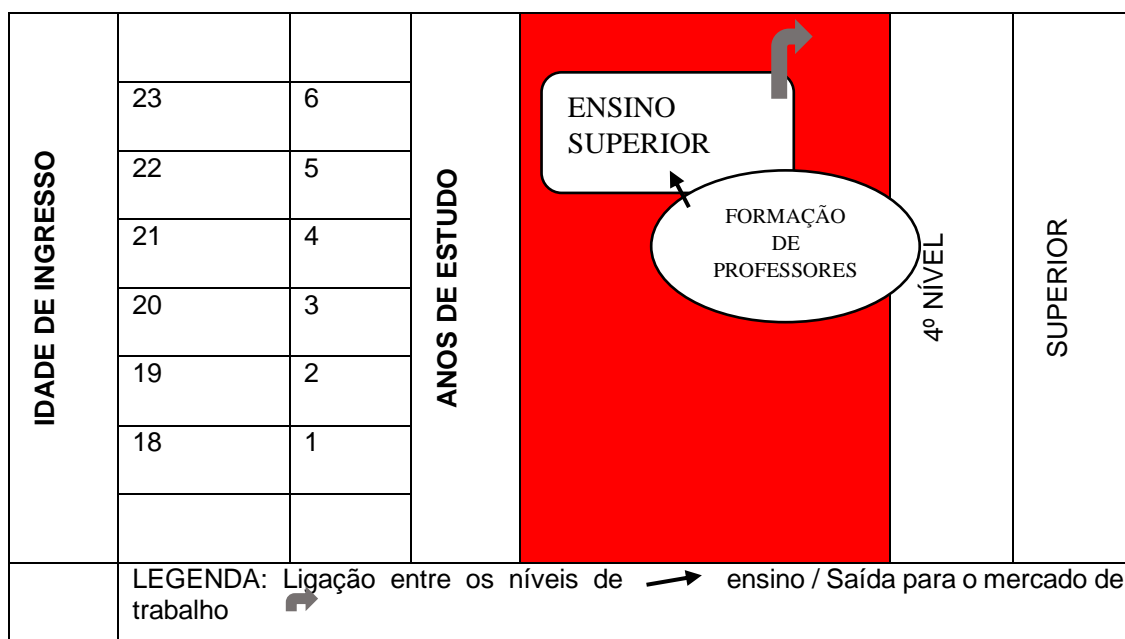 IDADE DE INGRESSO
23
6
22
5
21
4
20
3
19
2
18
1
ANOS DE ESTUDO
ENSINO
SUPERIOR
FORMAÇÃO
DE
PROFESSORES
4º NÍVEL
SUPERIOR
LEGENDA: Ligação entre os níveis de ensino / Saída para o mercado de
trabalho